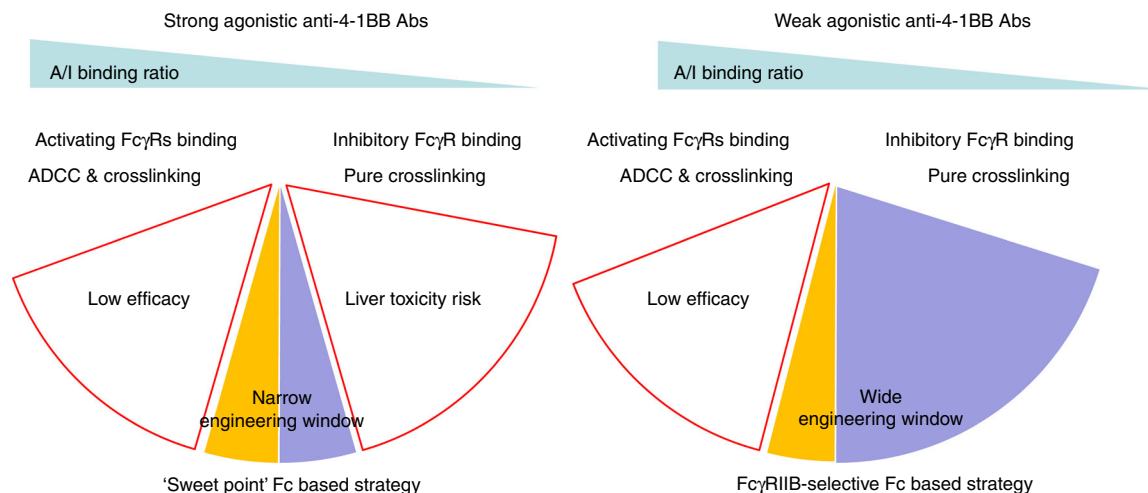 Strong agonistic anti-4-1BB Abs
A/I binding ratio
Activating FcγRs binding
Inhibitory FcγR binding
ADCC & crosslinking
Pure crosslinking
Low efficacy
Liver toxicity risk
Narrow
engineering window
‘Sweet point’ Fc based strategy
Weak agonistic anti-4-1BB Abs
A/I binding ratio
Activating FcγRs binding
Inhibitory FcγR binding
ADCC & crosslinking
Pure crosslinking
Low efficacy
Wide
engineering window
FcγRIIB-selective Fc based strategy